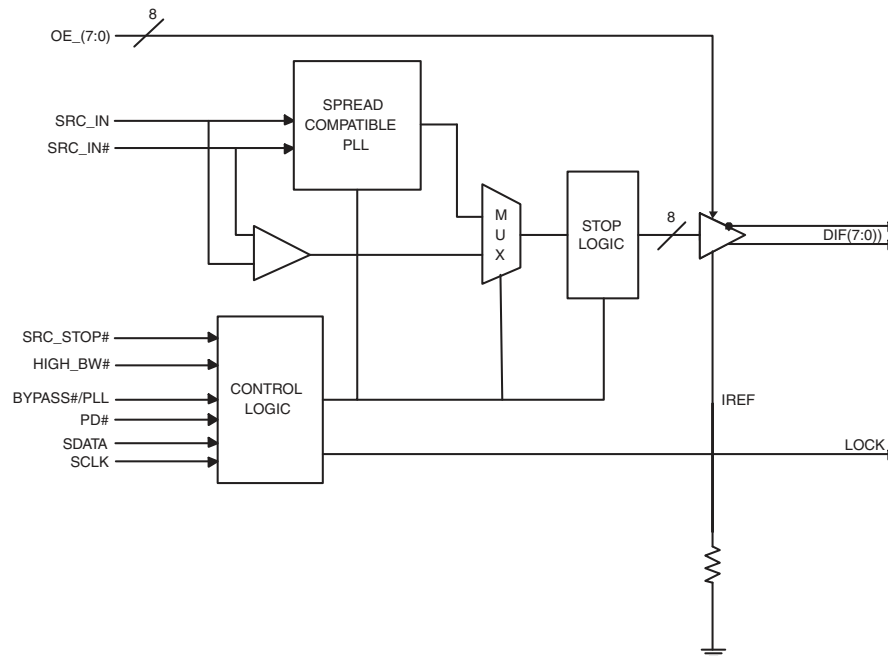 8
OE_(7:0)
SPREAD
COMPATIBLE
PLL
SRC_IN
SRC_IN#
M
U
X
STOP
LOGIC
8
DIF(7:0))
SRC_STOP#
HIGH_BW#
BYPASS#/PLL
PD#
SDATA
SCLK
CONTROL
LOGIC
IREF
LOCK